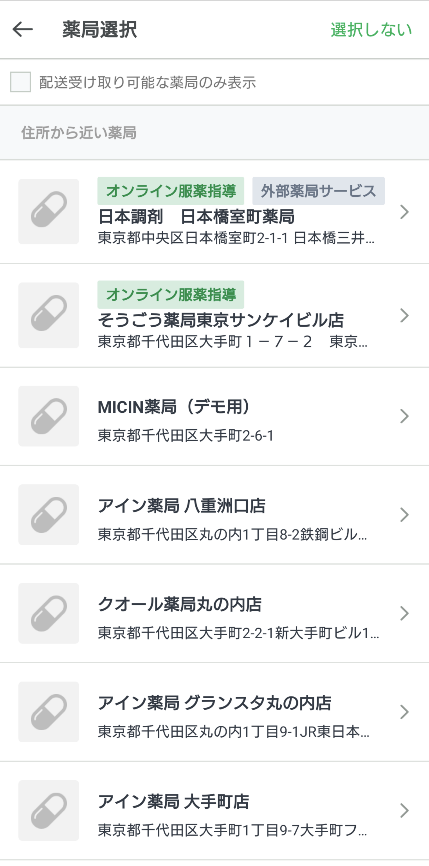 薬局選択
選択しない
配送受け取り可能な薬局のみ表示
住所から近い薬局
オンライン服薬指導 外部薬局サービス
日本調剤　日本橋室町薬局
東京都中央区日本橋室町2-1-1 日本橋三井...
オンライン服薬指導
そうごう薬局東京サンケイビル店
東京都千代田区大手町１－７－２　東京...
MICIN薬局（デモ用）
東京都千代田区大手町2-6-1
アイン薬局 八重洲口店
東京都千代田区丸の内1丁目8-2鉄鋼ビル...
クオール薬局丸の内店
東京都千代田区大手町2-2-1新大手町ビル1...
アイン薬局 グランスタ丸の内店
東京都千代田区丸の内1丁目9-1JR東日本...
アイン薬局 大手町店
東京都千代田区大手町1丁目9-7大手町フ...